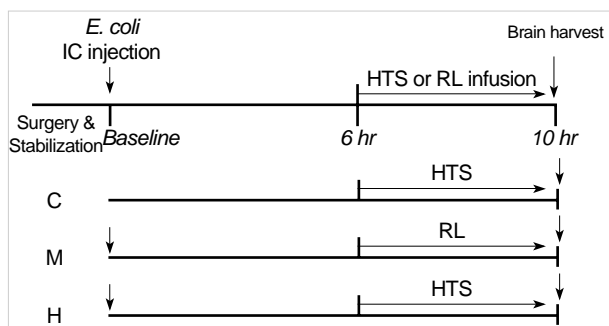 E. coli
IC injection
Brain harvest
HTS or RL infusion
Surgery &
Stabilization
Baseline
6 hr
10 hr
C
HTS
M
RL
H
HTS